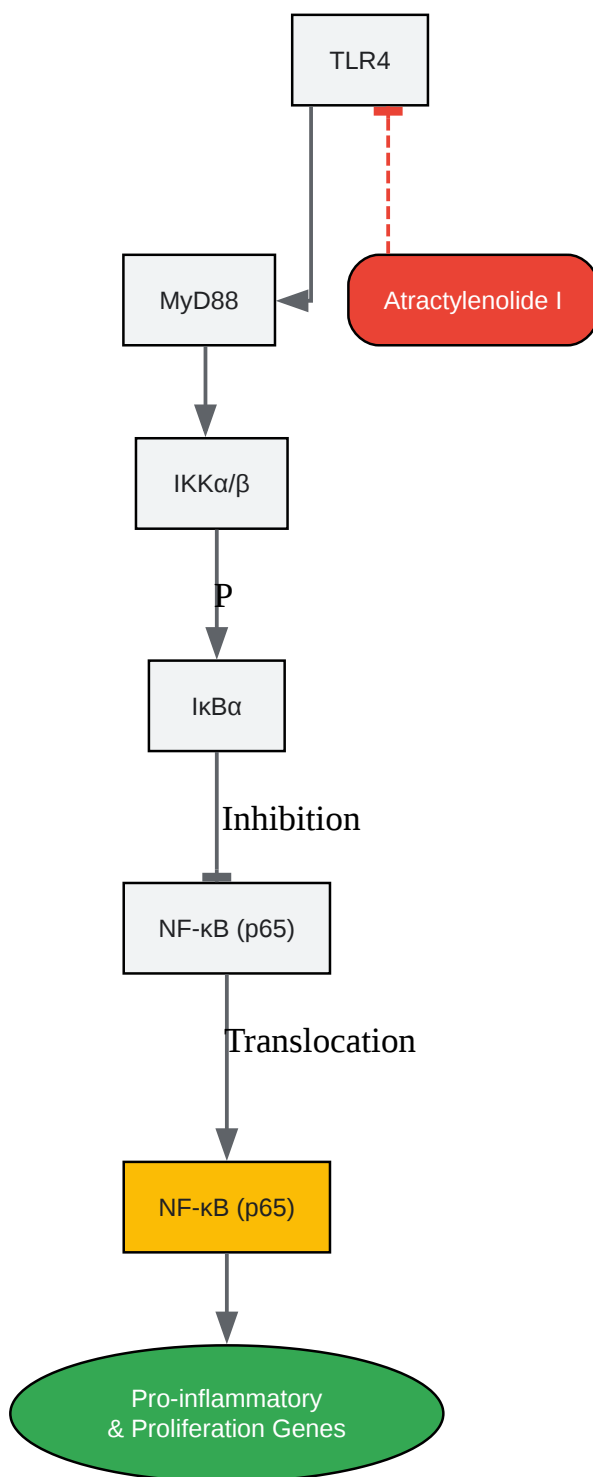 TLR4
MyD88
Atractylenolide I
IKKα/β
P
IκBα
Inhibition
NF-κB (p65)
Translocation
NF-κB (p65)
Pro-inflammatory
& Proliferation Genes